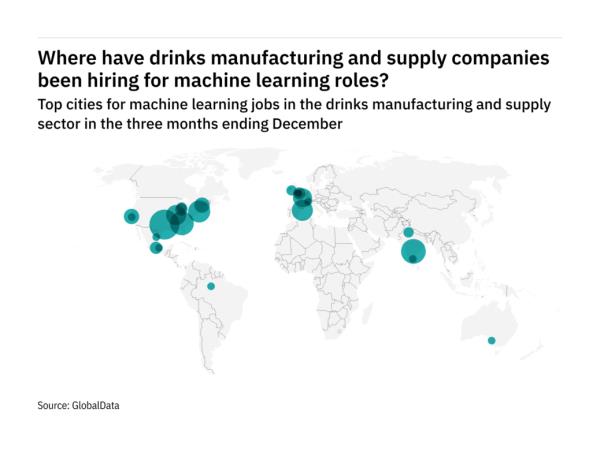 Where have drinks manufacturing and supply companies
been hiring for machine learning roles?
Top cities for machine learning jobs in the drinks manufacturing and supply
sector in the three months ending December
Source: GlobalData